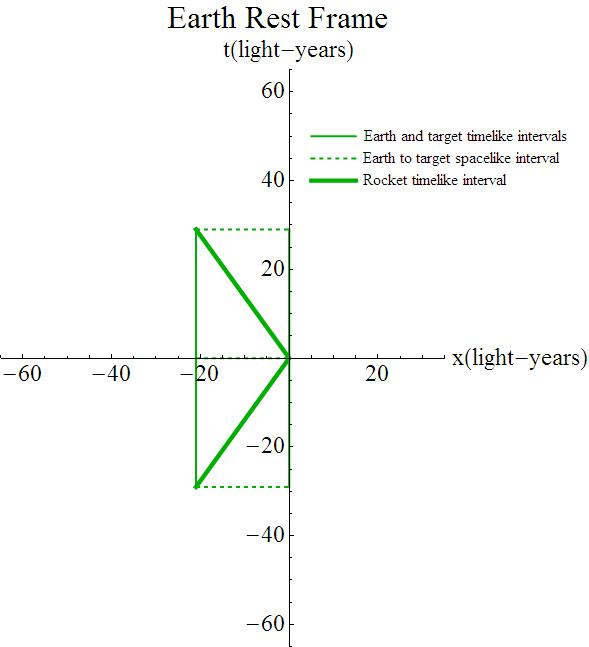 Earth Rest Frame
t(light−years)
60
Earth and target timelike intervals
Earth to target spacelike interval
40
Rocket timelike interval
20
x(light−years)
−60 −40 −20 20
−20
−40
−60